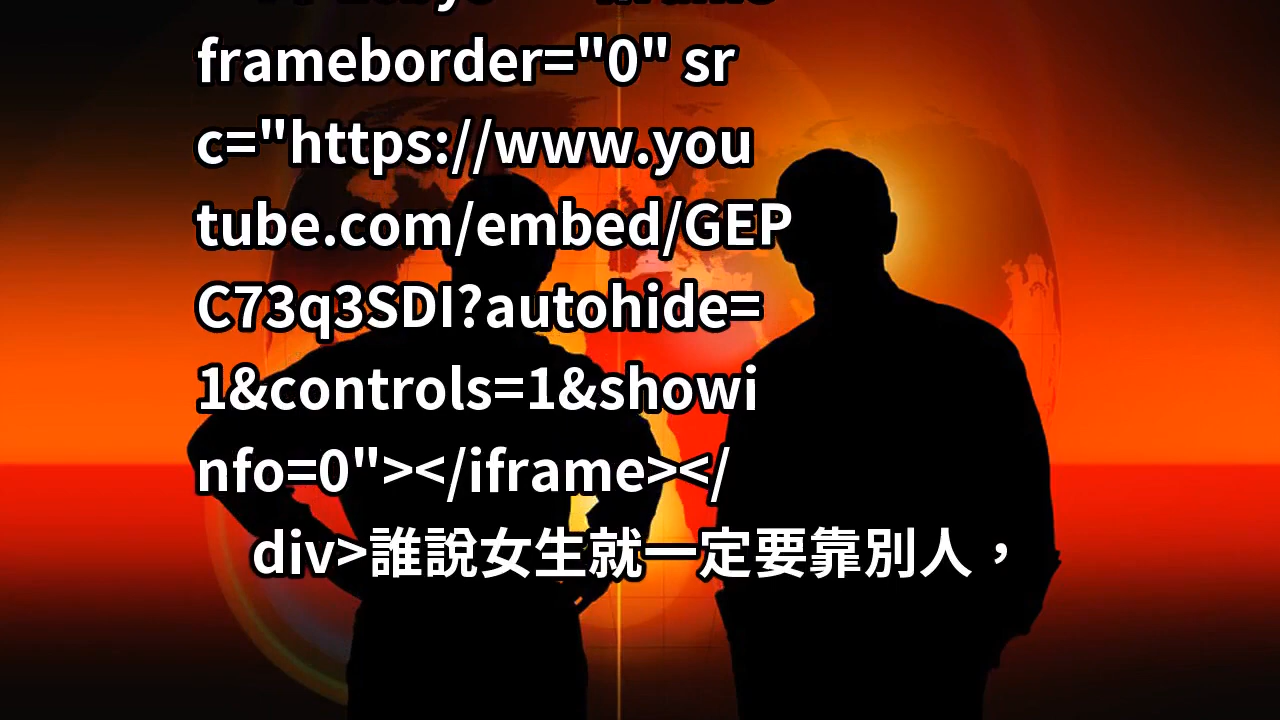 frameborder="0" sr
c="https://www.you
tube.com/embed/GEP
C73q3SDI?autohide=
1&controls=1&showi
nfo=0"></iframe></
div>誰說女生就一定要靠別人，